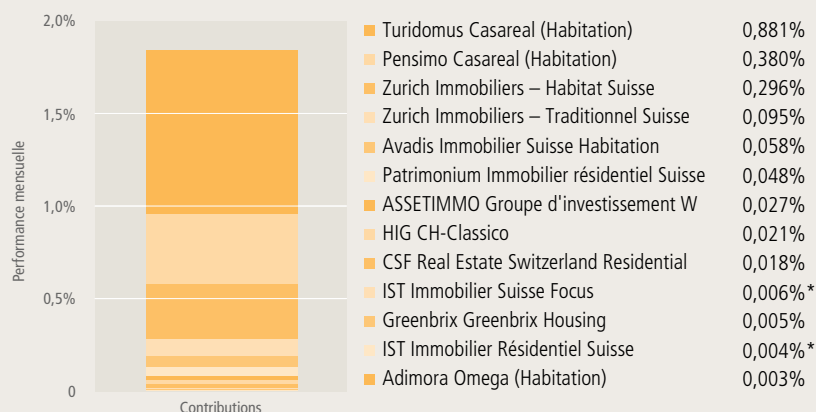 2,0%
1,5%
1,0%
0,5%
0
Performance mensuelle
Contributions
Turidomus Casareal (Habitation) 0,881%
Pensimo Casareal (Habitation) 0,380%
Zurich Immobiliers – Habitat Suisse 0,296%
Zurich Immobiliers – Traditionnel Suisse 0,095%
Avadis Immobilier Suisse Habitation 0,058%
Patrimonium Immobilier résidentiel Suisse 0,048%
ASSETIMMO Groupe d'investissement W 0,027%
HIG CH-Classico 0,021%
CSF Real Estate Switzerland Residential 0,018%
IST Immobilier Suisse Focus 0,006%*
Greenbrix Greenbrix Housing 0,005%
IST Immobilier Résidentiel Suisse 0,004%*
Adimora Omega (Habitation) 0,003%